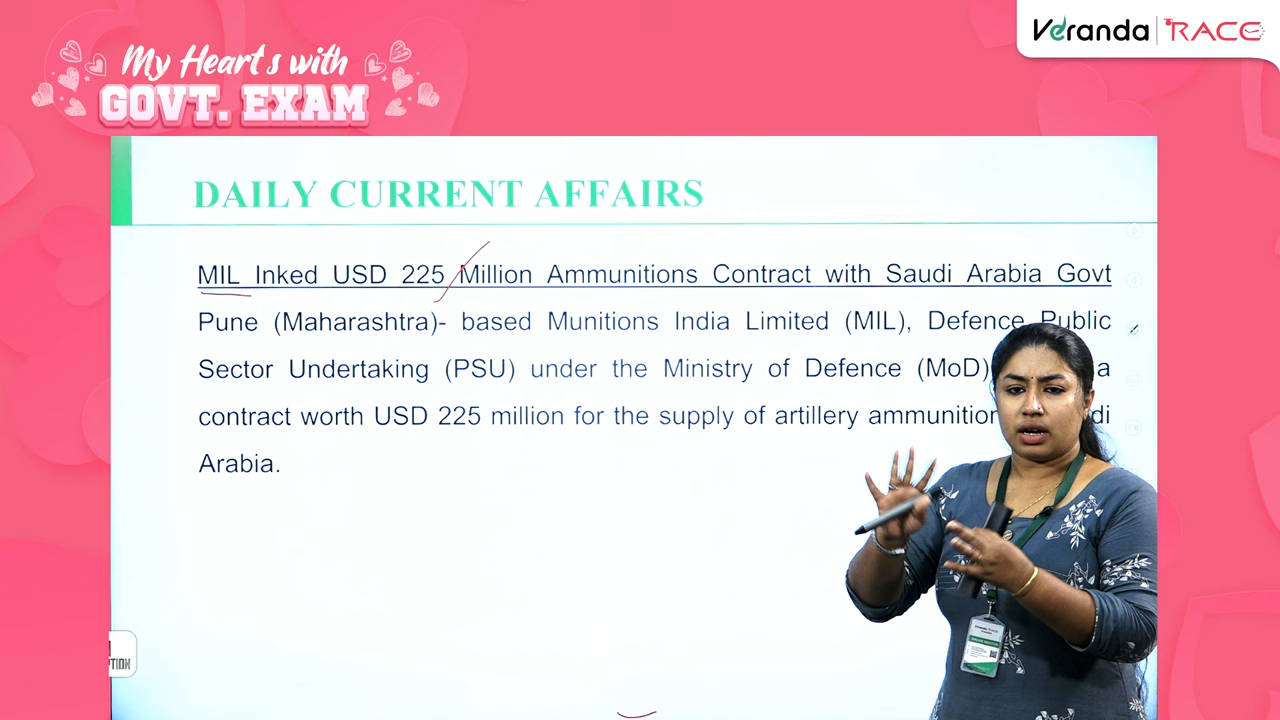 Veranda RACE
My Heart s with
GOVT. EXAM
DAILY CURRENT AFFAIRS
MIL Inked USD 225 Million Ammunitions Contract with Saudi Arabia Govt
Pune (Maharashtra)- based Munitions India Limited (MIL), Defence Public
Sector Undertaking (PSU) under the Ministry of Defence (MoD) a
contract worth USD 225 million for the supply of artillery ammunition di
Arabia.
PTION